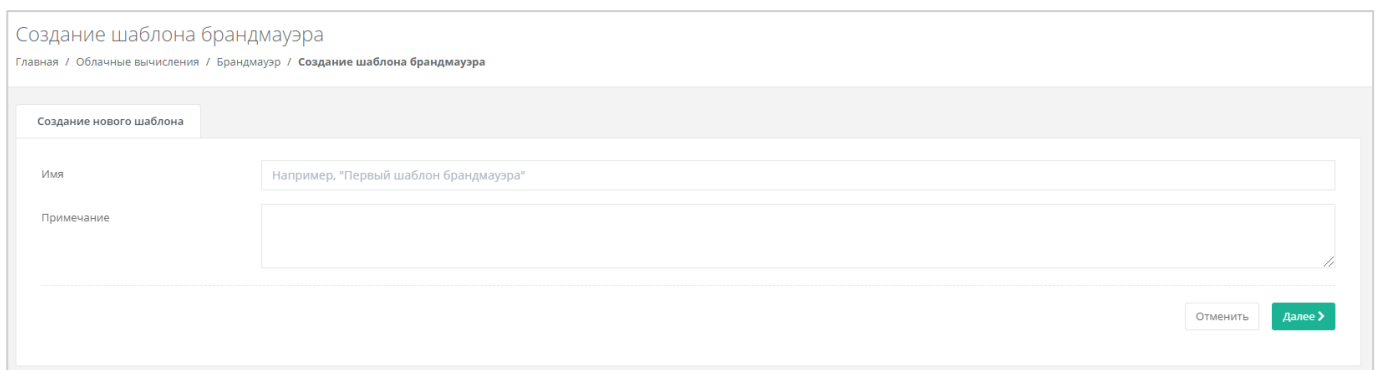 Создание шаблона брандмауэра
Главная / Облачные вычисления / Брандмауэр / Создание шаблона брандмауэра
Создание нового шаблона
Имя
Например, "Первый шаблон брандмауэра"
Примечание
Отменить
Далее